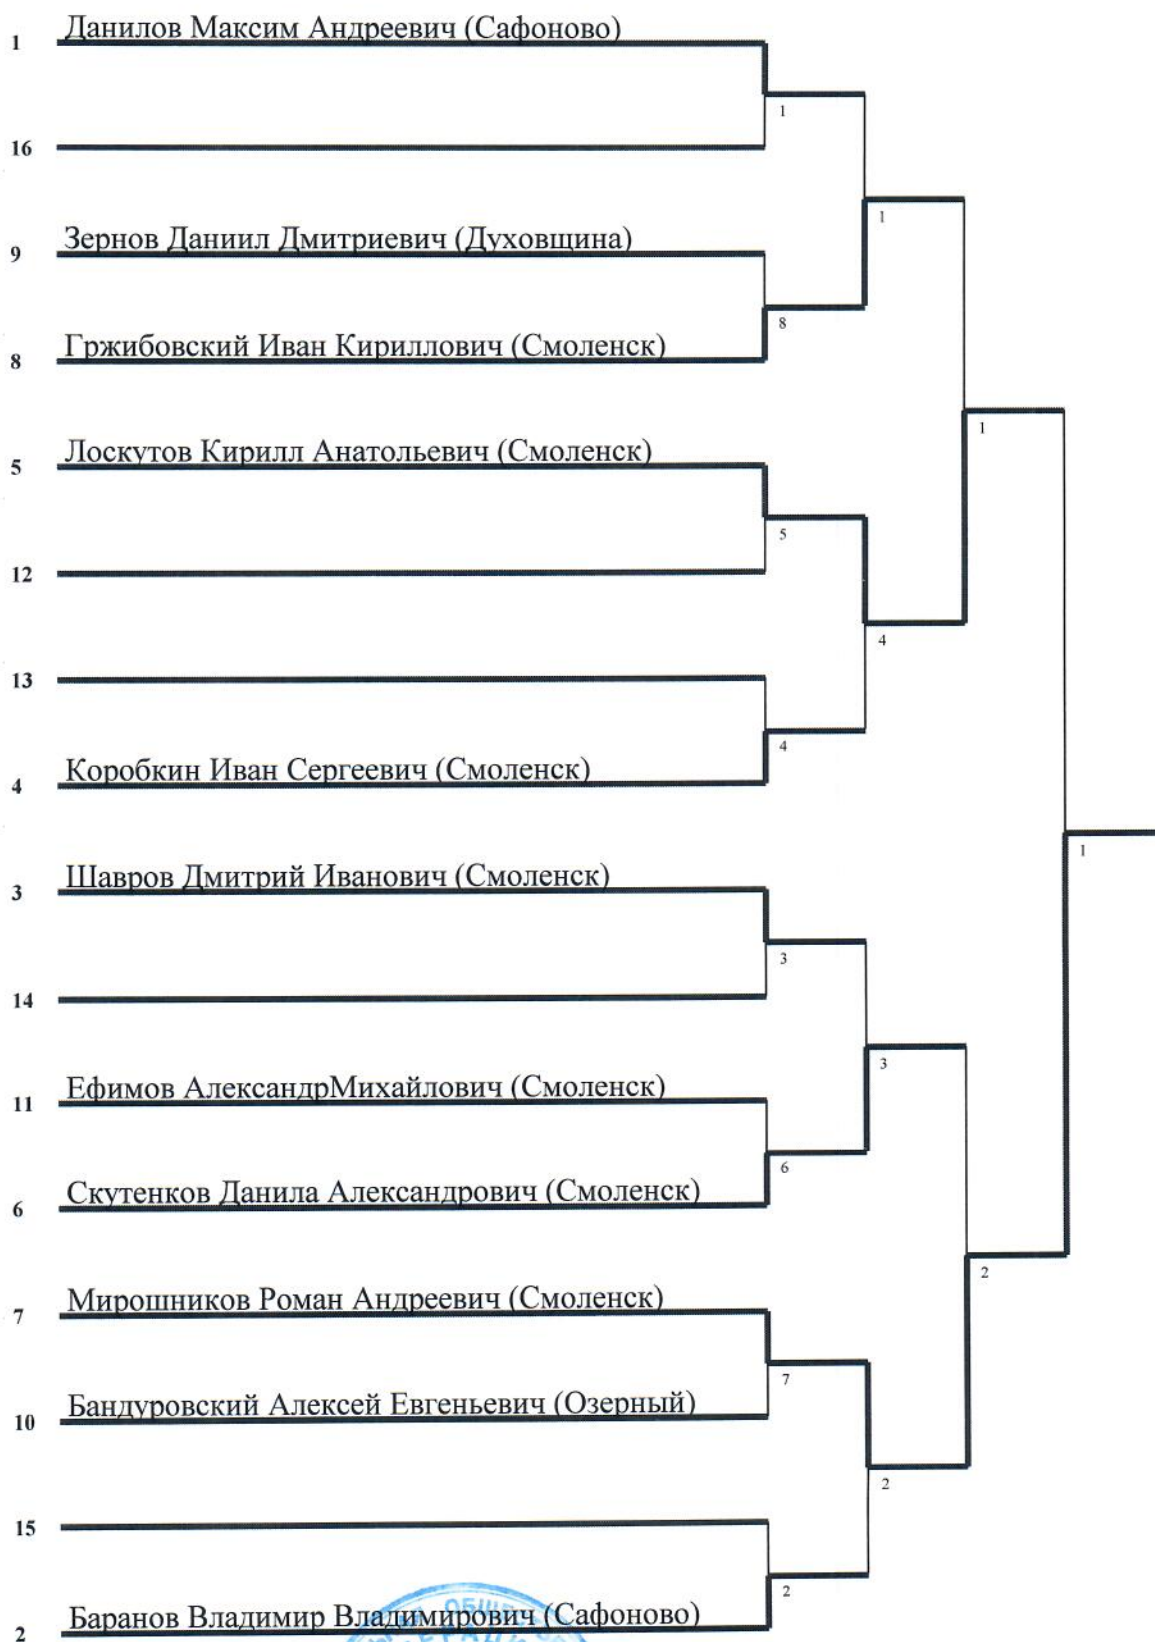 1 Данилов Максим Андреевич (Сафоново)
1
16
1
9 Зернов Даниил Дмитриевич (Духовщина)
8
8 Гржибовский Иван Кириллович (Смоленск)
1
5 Лоскутов Кирилл Анатольевич (Смоленск)
5
12
4
13
4
4 Коробкин Иван Сергеевич (Смоленск)
1
3 Шавров Дмитрий Иванович (Смоленск)
3
14
3
11 Ефимов АлександрМихайлович (Смоленск)
6
6 Скутенков Данила Александрович (Смоленск)
2
7 Мирошников Роман Андреевич (Смоленск)
7
10 Бандуровский Алексей Евгеньевич (Озерный)
2
15
2
2 Баранов Владимир Владимирович (Сафоново)